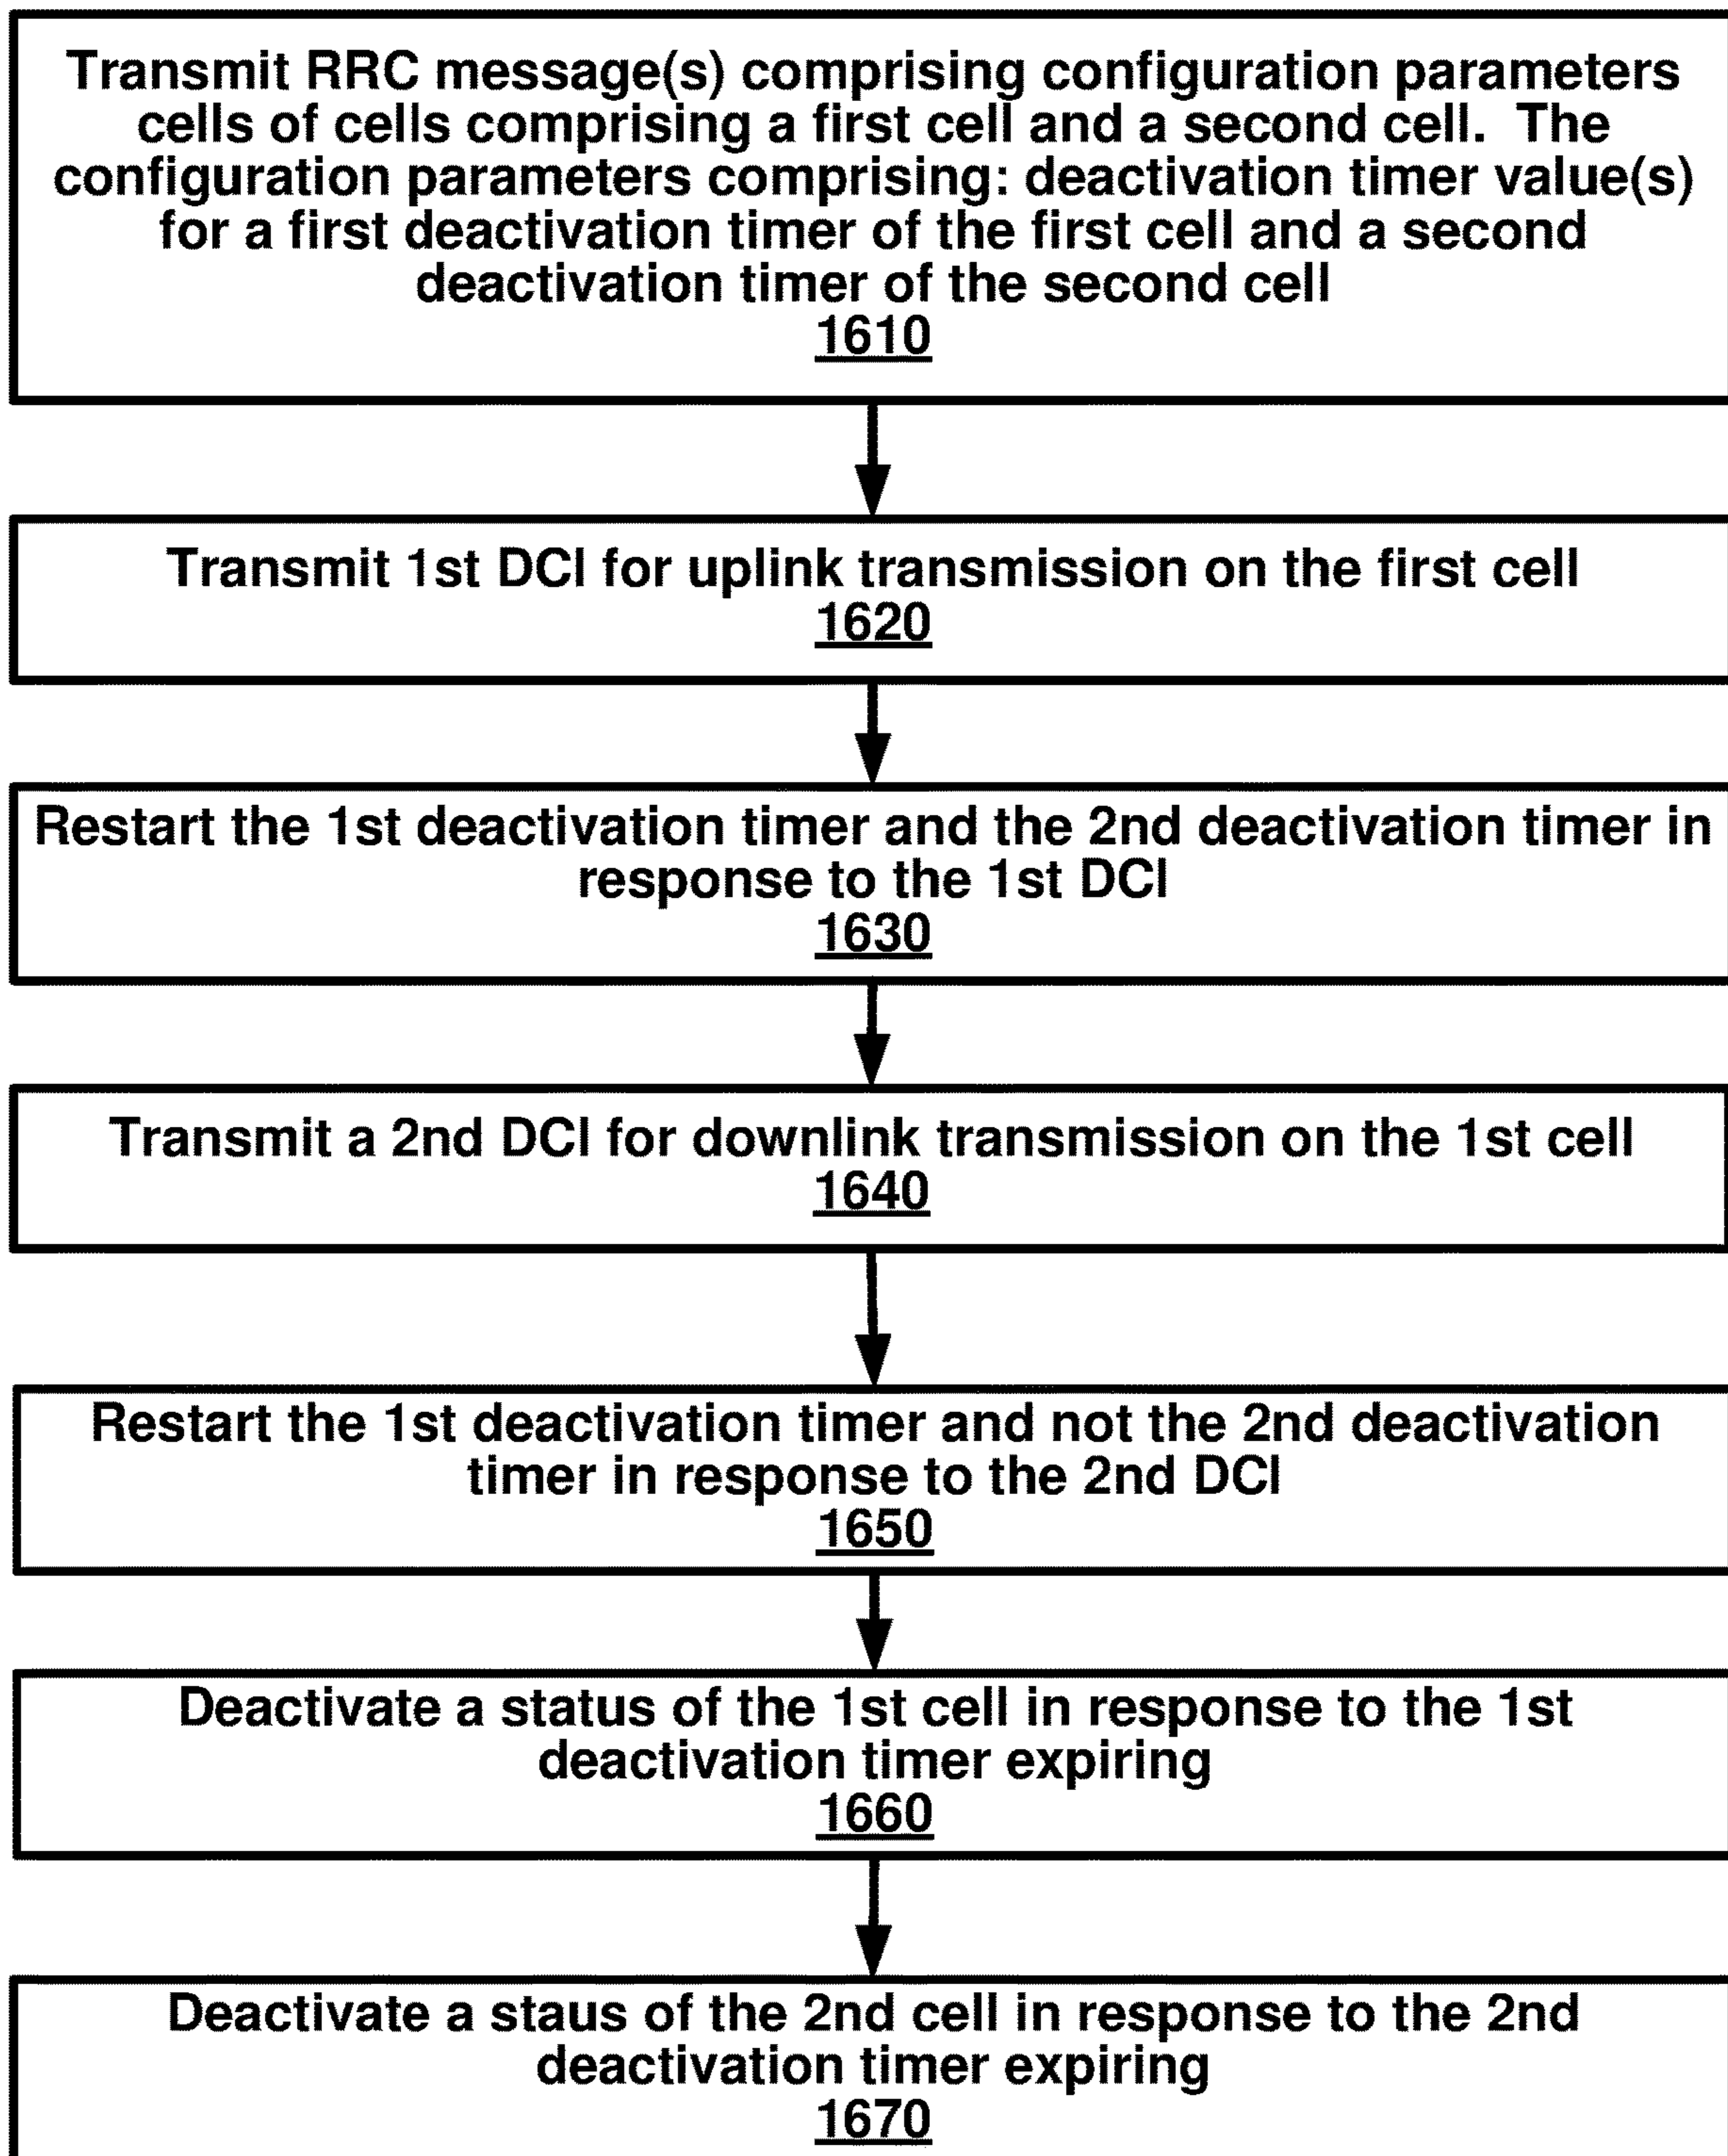 Transmit RRC message(s) comprising configuration parameters
cells of cells comprising a first cell and a second cell.  The
configuration parameters comprising: deactivation timer value(s)
for a first deactivation timer of the first cell and a second
deactivation timer of the second cell
1610
Transmit 1st DCI for uplink transmission on the first cell
1620
Restart the 1st deactivation timer and the 2nd deactivation timer in
response to the 1st DCI
1630
Transmit a 2nd DCI for downlink transmission on the 1st cell
1640
Restart the 1st deactivation timer and not the 2nd deactivation
timer in response to the 2nd DCI
1650
Deactivate a status of the 1st cell in response to the 1st
deactivation timer expiring
1660
Deactivate a staus of the 2nd cell in response to the 2nd
deactivation timer expiring
1670